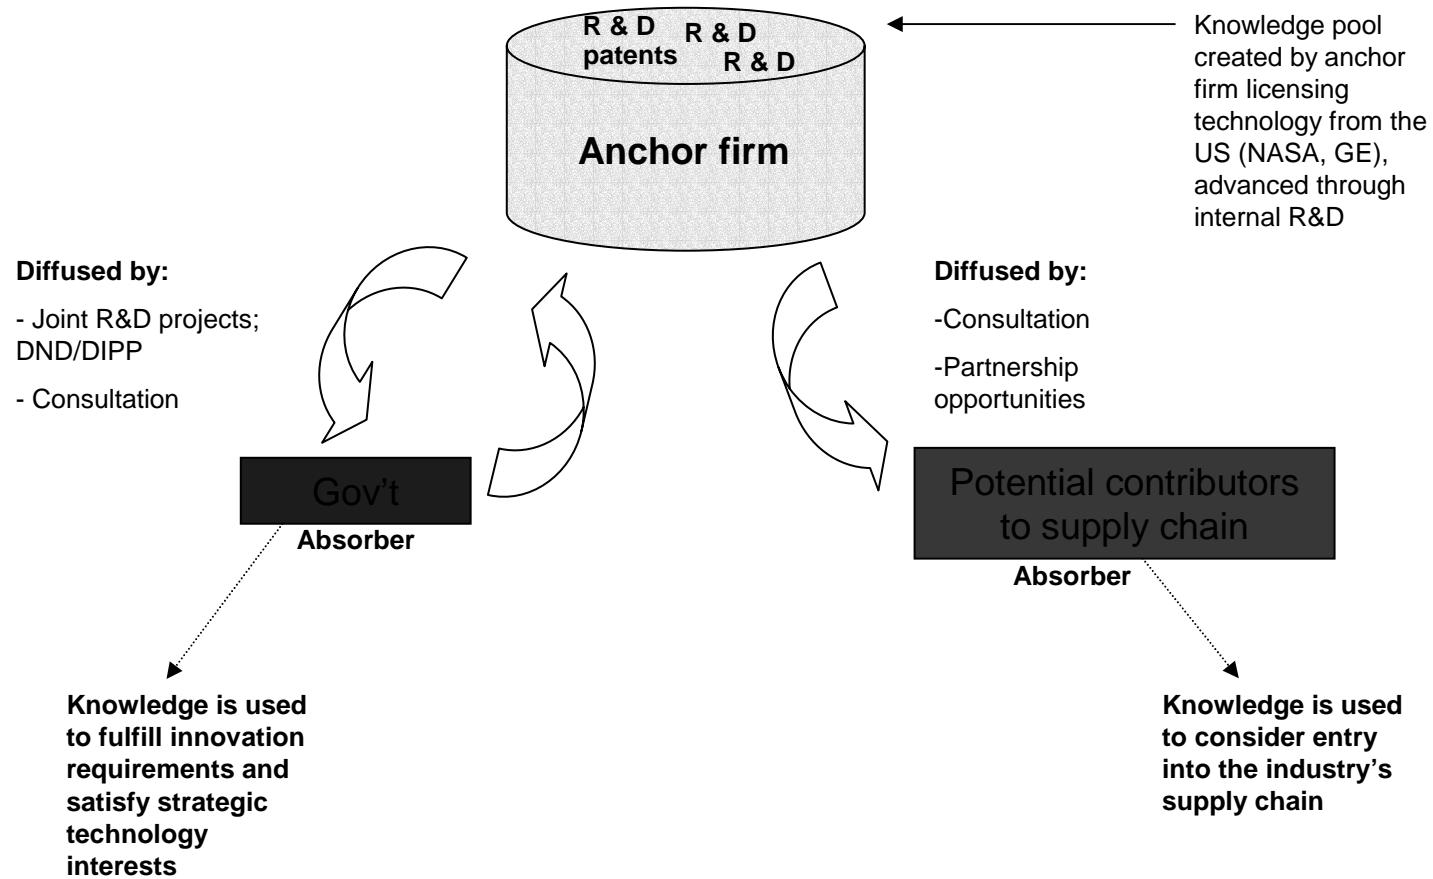 R & D
patents
R & D
R & D
Anchor firm
Knowledge pool
created by anchor
firm licensing
technology from the
US (NASA, GE),
advanced through
internal R&D
Diffused by:
- Joint R&D projects;
DND/DIPP
- Consultation
Diffused by:
-Consultation
-Partnership
opportunities
Gov't
Absorber
Potential contributors
to supply chain
Absorber
Knowledge is used
to fulfill innovation
requirements and
satisfy strategic
technology
interests
Knowledge is used
to consider entry
into the industry's
supply chain